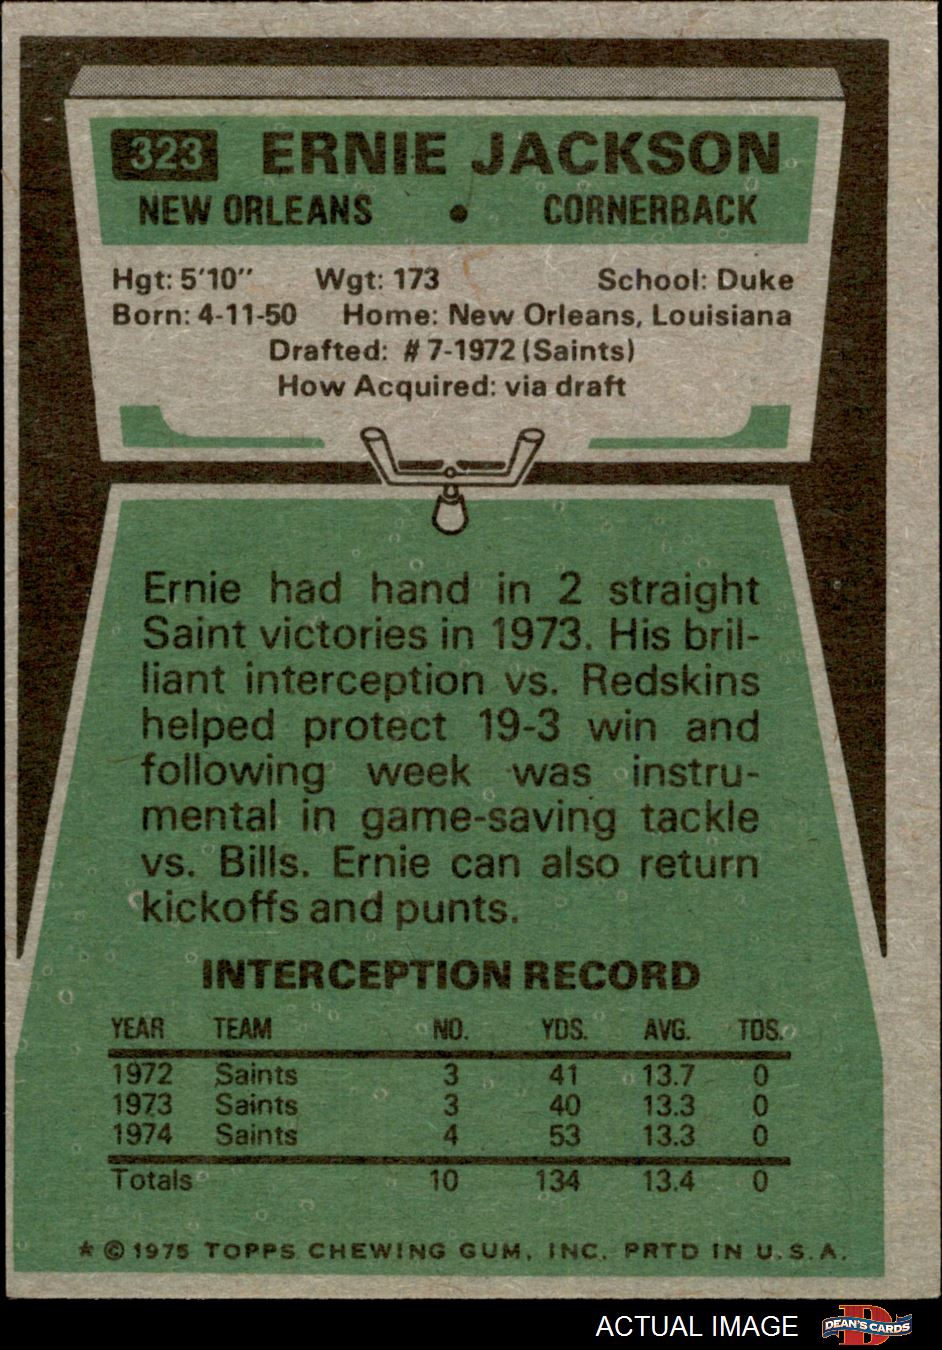 323 ERNIE JACKSON
NEW ORLEANS • CORNERBACK
Hgt: 5'10" Wgt: 173 School: Duke
Born: 4-11-50 Home: New Orleans, Louisiana
Drafted: #7-1972 (Saints)
How Acquired: via draft
Ernie had hand in 2 straight
Saint victories in 1973. His bril-
liant interception vs. Redskins
helped protect 19-3 win and
following week was instru-
mental in game-saving tackle
vs. Bills. Ernie can also return
kickoffs and punts.
INTERCEPTION RECORD
YEAR TEAM NO. YDS. AVG. TDS.
1972 Saints 3 41 13.7 0
1973 Saints 3 40 13.3 0
1974 Saints 4 53 13.3 0
Totals 10 134 13.4 0
* © 1975 TOPPS CHEWING GUM, INC. PRTD IN U.S.A.
ACTUAL IMAGE D DEAN'S CARDS